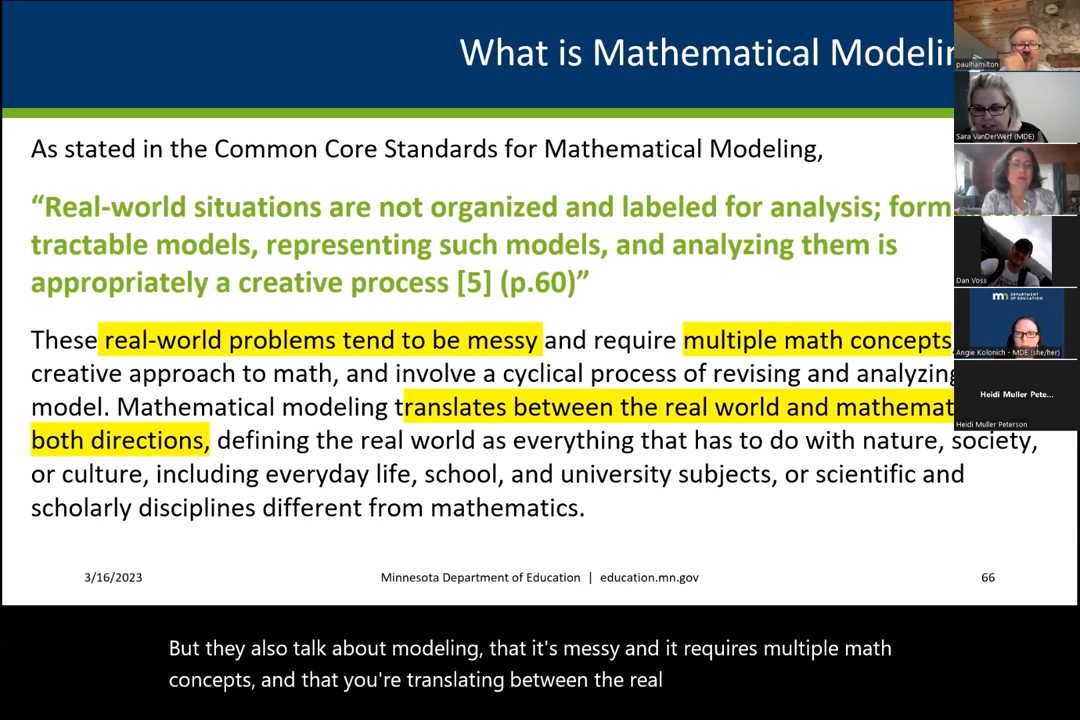 What is Mathematical Modelin
As stated in the Common Core Standards for Mathematical Modeling,
“Real-world situations are not organized and labeled for analysis; form
tractable models, representing such models, and analyzing them is
appropriately a creative process [5] (p.60)”
These real-world problems tend to be messy and require multiple math concepts,
creative approach to math, and involve a cyclical process of revising and analyzing
model. Mathematical modeling translates between the real world and mathemat
both directions, defining the real world as everything that has to do with nature, society,
or culture, including everyday life, school, and university subjects, or scientific and
scholarly disciplines different from mathematics.
3/16/2023
Minnesota Department of Education | education.mn.gov
66
paulhamilton
Sara VanDerWerf (MDE)
Dan Voss
mn DEPARTMENT
OF EDUCATION
Angie Kolonich - MDE (she/her)
Heidi Muller Pete...
Heidi Muller Peterson
But they also talk about modeling, that it's messy and it requires multiple math
concepts, and that you're translating between the real